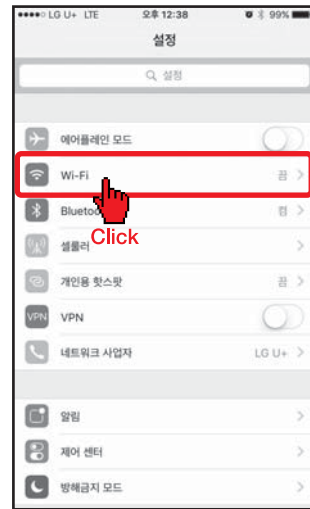 LG U+ LTE 오후 12:38 99%
설정
설정
에어플레인 모드
Wi-Fi 끔
Bluetoo 켬
Click
셀룰러
개인용 핫스팟 끔
VPN VPN
네트워크 사업자 LG U+
알림
제어 센터
방해금지 모드